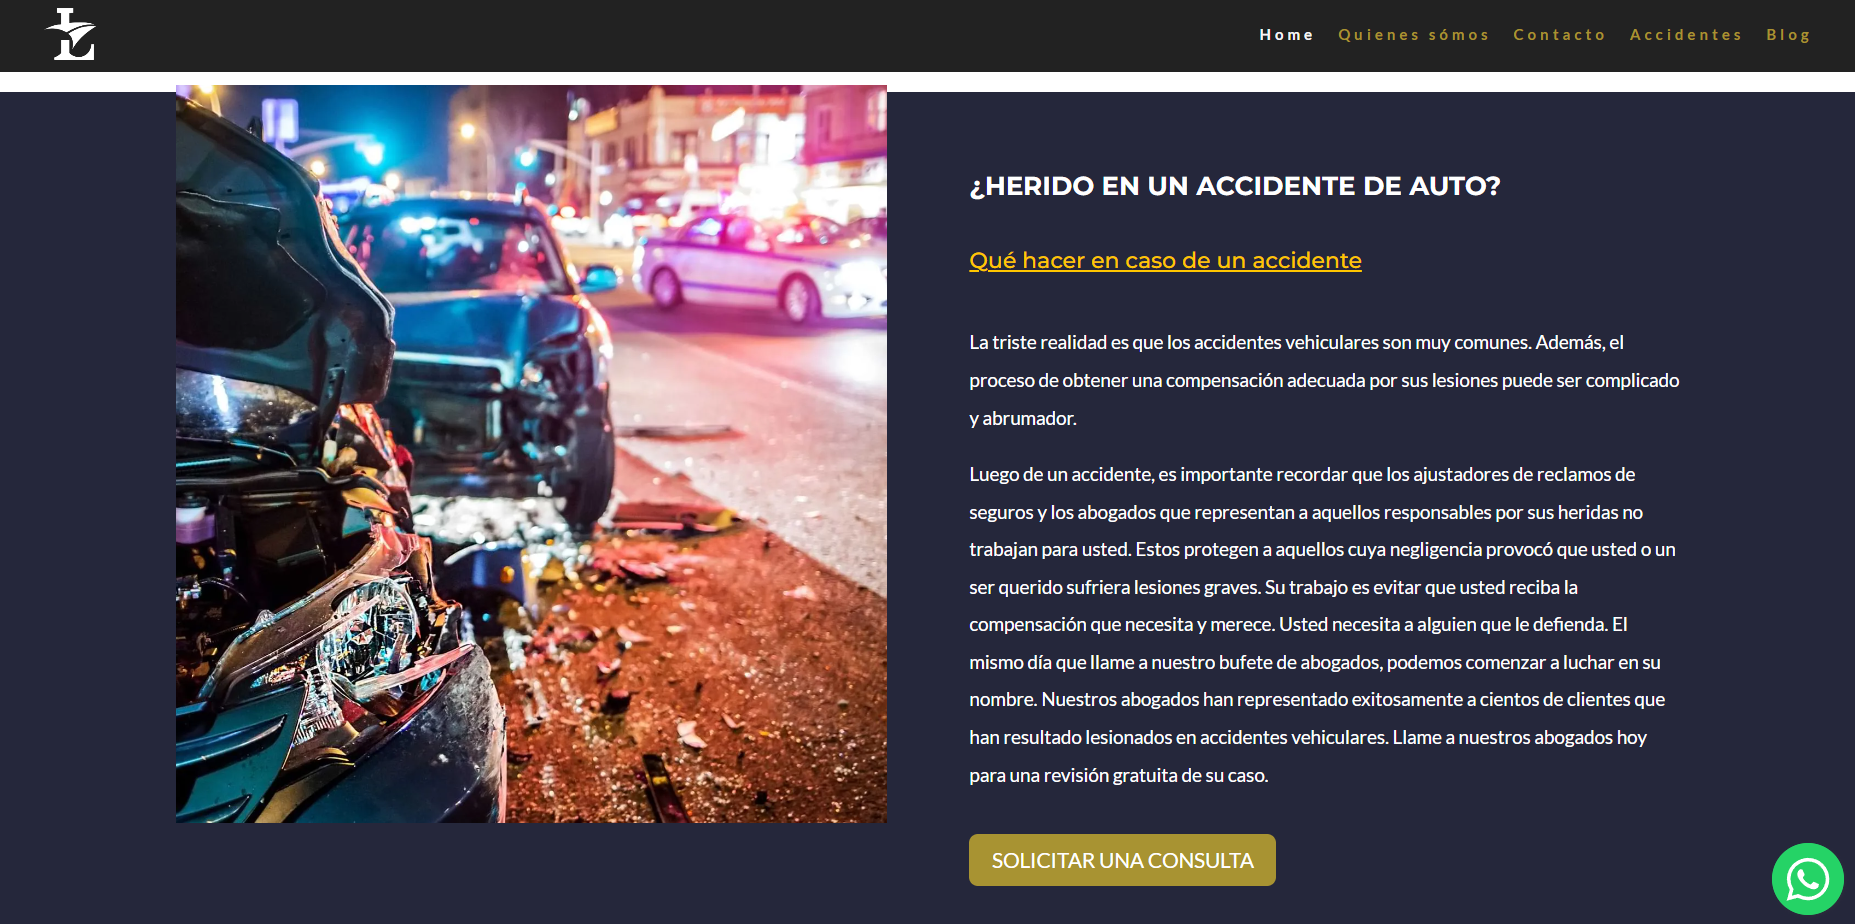 Home Quienes sómos Contacto Accidentes Blog
¿HERIDO EN UN ACCIDENTE DE AUTO?
Qué hacer en caso de un accidente
La triste realidad es que los accidentes vehiculares son muy comunes. Además, el
proceso de obtener una compensación adecuada por sus lesiones puede ser complicado
y abrumador.
Luego de un accidente, es importante recordar que los ajustadores de reclamos de
seguros y los abogados que representan a aquellos responsables por sus heridas no
trabajan para usted. Estos protegen a aquellos cuya negligencia provocó que usted o un
ser querido sufriera lesiones graves. Su trabajo es evitar que usted reciba la
compensación que necesita y merece. Usted necesita a alguien que le defienda. El
mismo día que llame a nuestro bufete de abogados, podemos comenzar a luchar en su
nombre. Nuestros abogados han representado exitosamente a cientos de clientes que
han resultado lesionados en accidentes vehiculares. Llame a nuestros abogados hoy
para una revisión gratuita de su caso.
SOLICITAR UNA CONSULTA